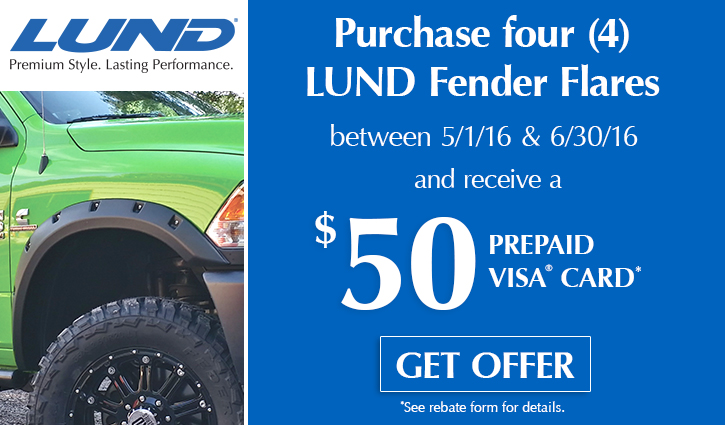 LUND®
Premium Style. Lasting Performance.
Purchase four (4)
LUND Fender Flares
between 5/1/16 & 6/30/16
and receive a
$50 PREPAID
VISA® CARD*
GET OFFER
*See rebate form for details.